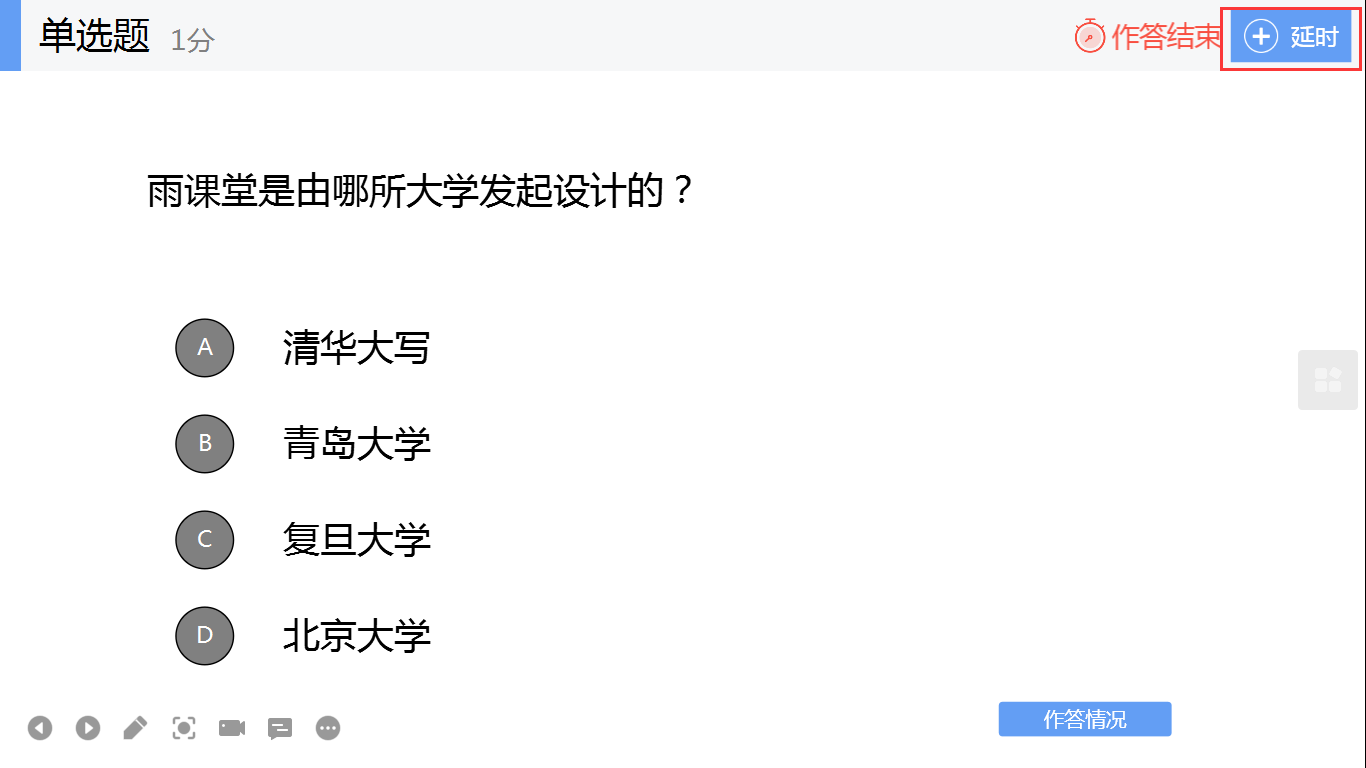 单选题 1分 作答结束 延时
雨课堂是由哪所大学发起设计的？
A 清华大写
B 青岛大学
C 复旦大学
D 北京大学
作答情况